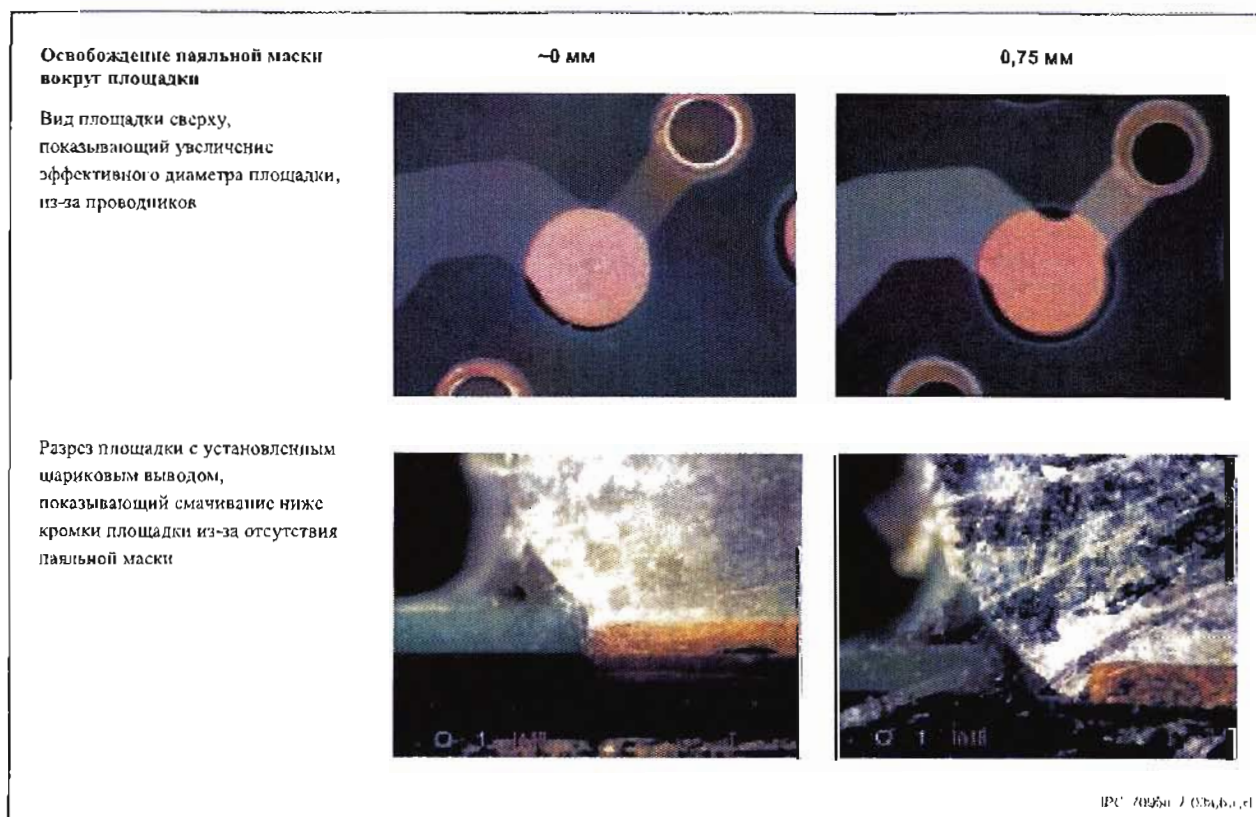 Освобождение паяльной маски
вокруг площадки
~0 мм
0,75 мм
Вид площадки сверху,
показывающий увеличение
эффективного диаметра площадки,
из-за проводников
Разрез площадки с установленным
шариковым выводом,
показывающий смачивание ниже
кромки площадки из-за отсутствия
паяльной маски